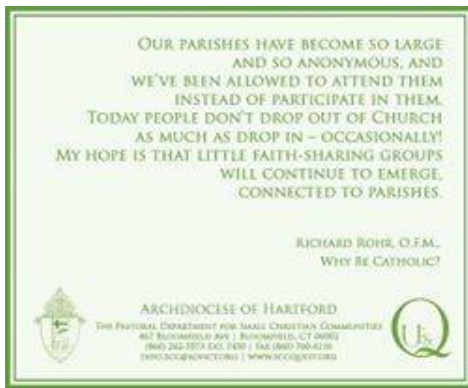 OUR PARISHES HAVE BECOME SO LARGE
AND SO ANONYMOUS, AND
WE'VE BEEN ALLOWED TO ATTEND THEM
INSTEAD OF PARTICIPATE IN THEM.
TODAY PEOPLE DON'T DROP OUT OF CHURCH
AS MUCH AS DROP IN – OCCASIONALLY!
MY HOPE IS THAT LITTLE FAITH-SHARING GROUPS
WILL CONTINUE TO EMERGE,
CONNECTED TO PARISHES.
RICHARD ROHR, O.F.M.,
WHY BE CATHOLIC?
ARCHDIOCESE OF HARTFORD
THE PASTORAL DEPARTMENT FOR SMALL CHRISTIAN COMMUNITIES
467 BLOOMFIELD AVE | BLOOMFIELD, CT 06002